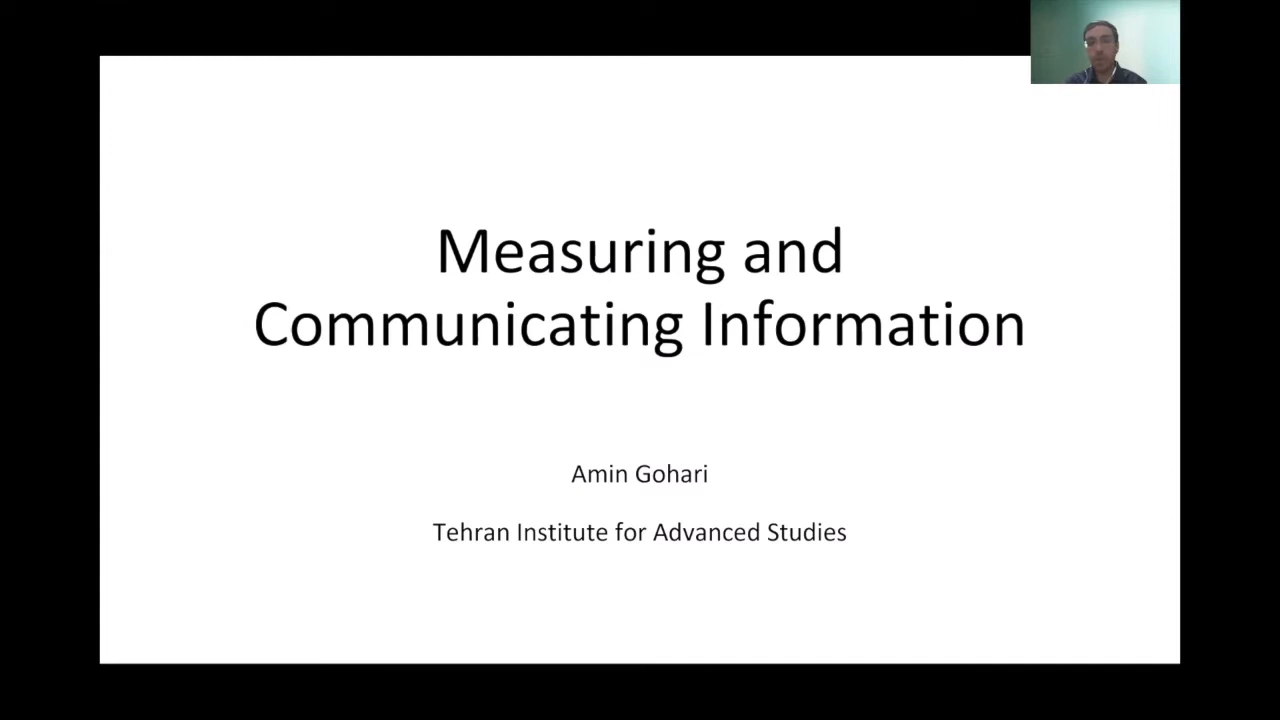 Measuring and
Communicating Information
Amin Gohari
Tehran Institute for Advanced Studies